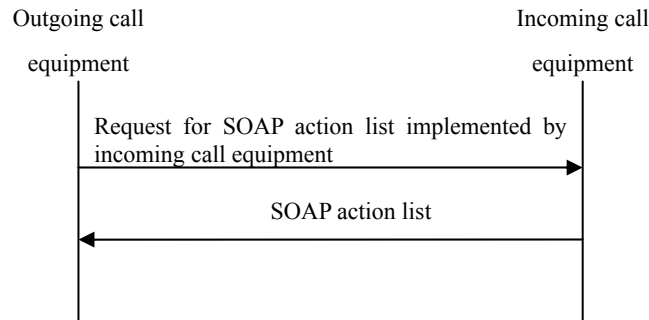 Outgoing call
equipment
Incoming call
equipment
Request for SOAP action list implemented by
incoming call equipment
SOAP action list